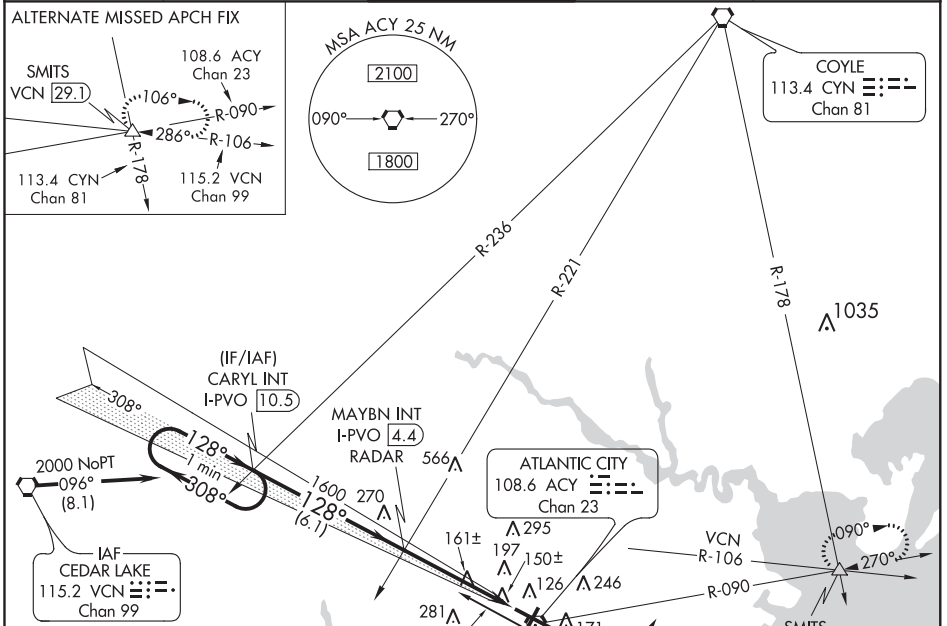 ALTERNATE MISSED APCH FIX
SMITS
VCN 29.1
108.6 ACY
Chan 23
106°
R-090
286°
R-106
R-178
113.4 CYN
Chan 81
115.2 VCN
Chan 99
MSA ACY 25 NM
2100
090°
270°
1800
COYLE
113.4 CYN
Chan 81
R-236
R-221
R-178
1035
(IF/IAF)
CARYL INT
I-PVO 10.5
308°
128°
1 min
308°
2000 NoPT
096°
(8.1)
MAYBN INT
I-PVO 4.4
RADAR
566
1600
128°
(6.1)
270
ATLANTIC CITY
108.6 ACY
Chan 23
295
161±
197
150±
126
246
281
171
VCN
R-106
R-090
090°
270°
SMITS
IAF
CEDAR LAKE
115.2 VCN
Chan 99